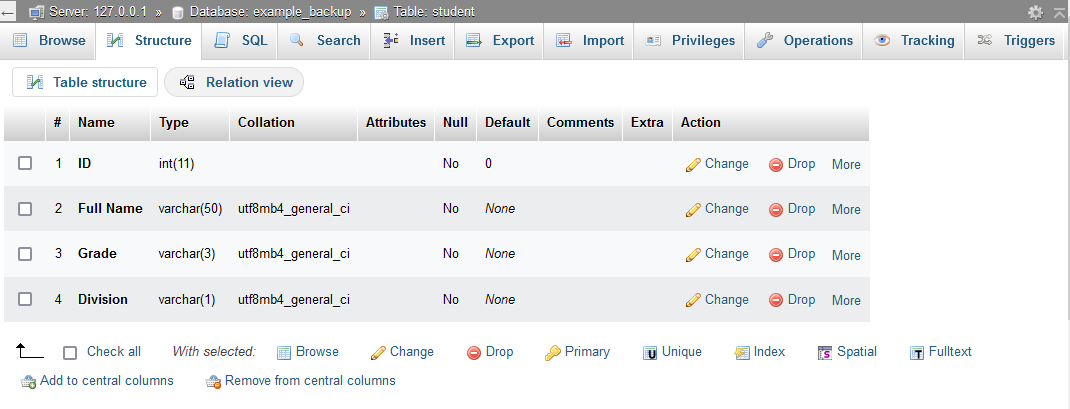 Server: 127.0.0.1 » Database: example_backup » Table: student
Browse Structure SQL Search Insert Export Import Privileges Operations Tracking Triggers
Table structure Relation view
# Name Type Collation Attributes Null Default Comments Extra Action
1 ID int(11) No 0 Change Drop More
2 Full Name varchar(50) utf8mb4_general_ci No None Change Drop More
3 Grade varchar(3) utf8mb4_general_ci No None Change Drop More
4 Division varchar(1) utf8mb4_general_ci No None Change Drop More
Check all With selected: Browse Change Drop Primary Unique Index Spatial Fulltext
Add to central columns Remove from central columns